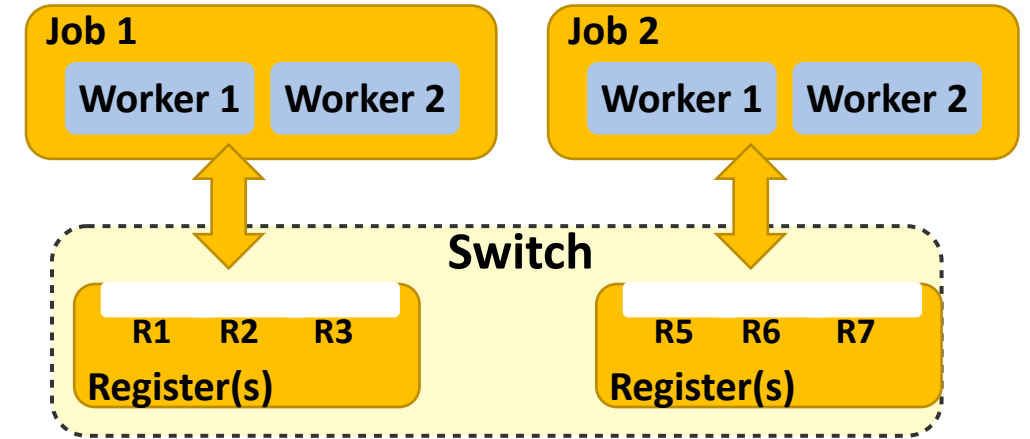 Job 1
Worker 1 Worker 2
Job 2
Worker 1 Worker 2
Switch
R1 R2 R3
Register(s)
R5 R6 R7
Register(s)